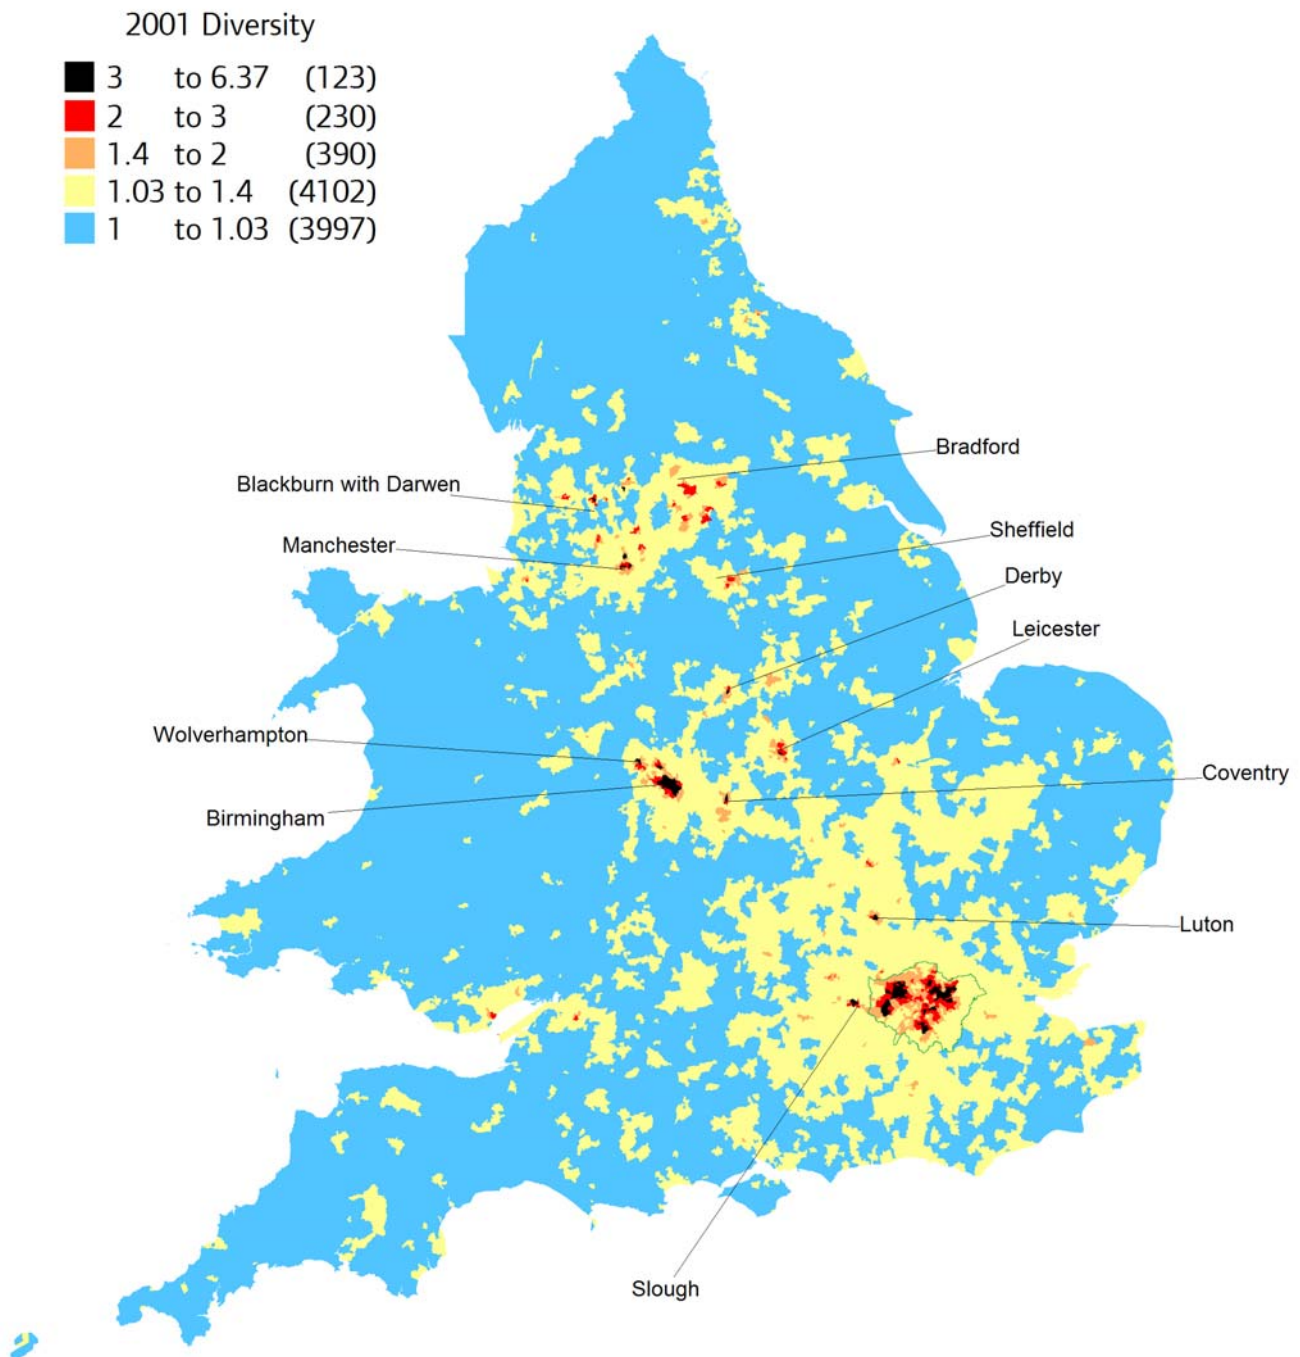 2001 Diversity
3 to 6.37 (123)
2 to 3 (230)
1.4 to 2 (390)
1.03 to 1.4 (4102)
1 to 1.03 (3997)
Bradford
Blackburn with Darwen
Sheffield
Manchester
Derby
Leicester
Wolverhampton
Coventry
Birmingham
Luton
Slough